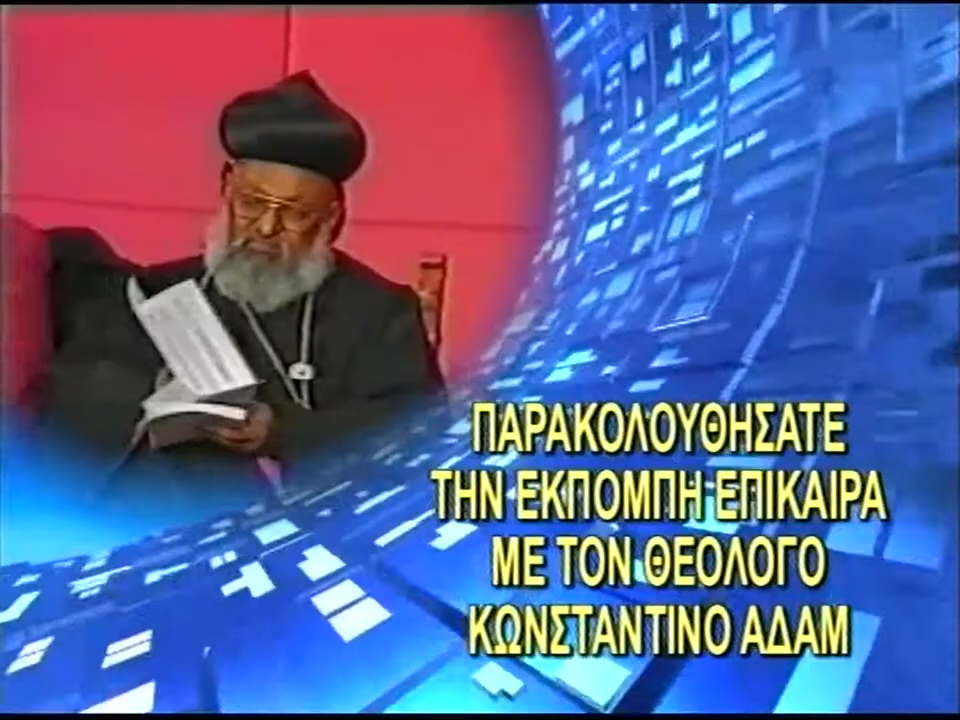 ΠΑΡΑΚΟΛΟΥΘΗΣΑΤΕ
ΤΗΝ ΕΚΠΟΜΠΗ ΕΠΙΚΑΙΡΑ
ΜΕ ΤΟΝ ΘΕΟΛΟΓΟ
ΚΩΝΣΤΑΝΤΙΝΟ ΑΔΑΜ